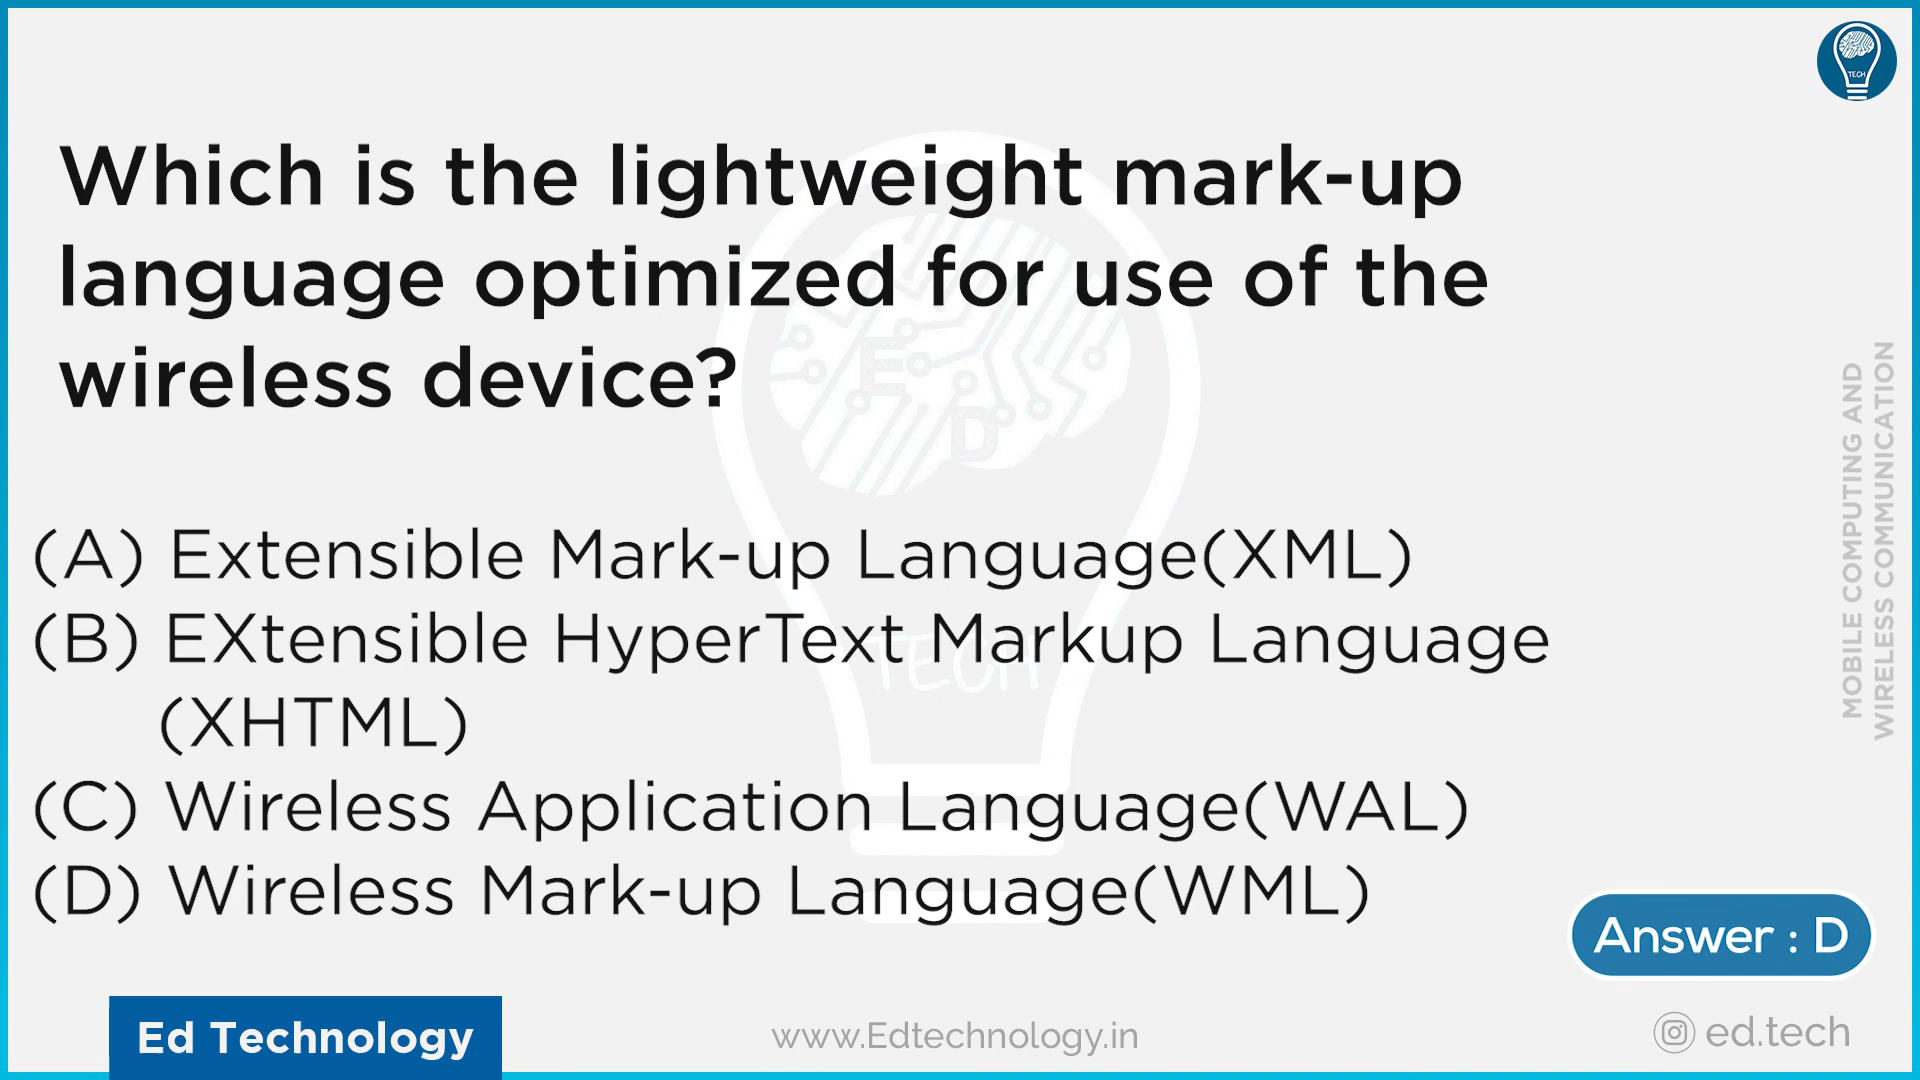 TECH
Which is the lightweight mark-up
language optimized for use of the
wireless device?
E
D
TECH
(A) Extensible Mark-up Language(XML)
(B) EXtensible HyperText Markup Language
(XHTML)
(C) Wireless Application Language(WAL)
(D) Wireless Mark-up Language(WML)
MOBILE COMPUTING AND
WIRELESS COMMUNICATION
Answer : D
Ed Technology
www.Edtechnology.in
ed.tech